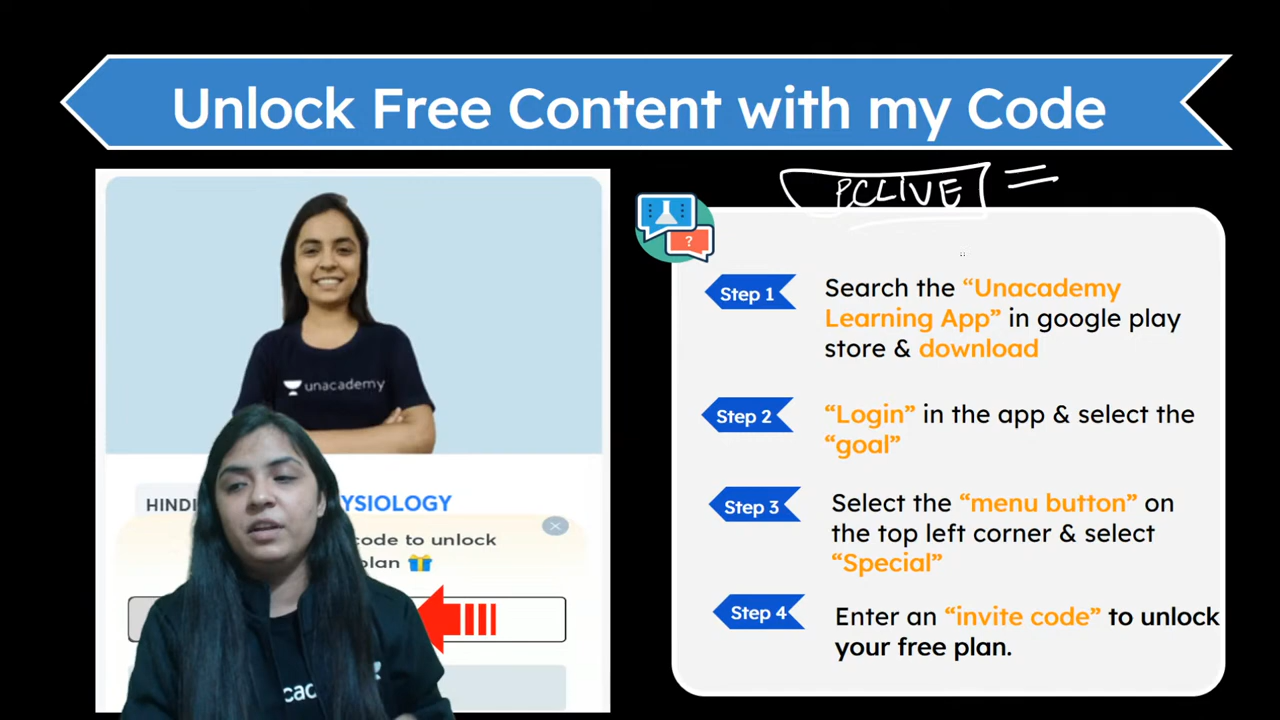 Unlock Free Content with my Code
PCLIVE
unacademy
HINDI
YSIOLOGY
code to unlock
plan
?
Step 1
Search the “Unacademy
Learning App” in google play
store & download
Step 2
“Login” in the app & select the
“goal”
Step 3
Select the “menu button” on
the top left corner & select
“Special”
Step 4
Enter an “invite code” to unlock
your free plan.